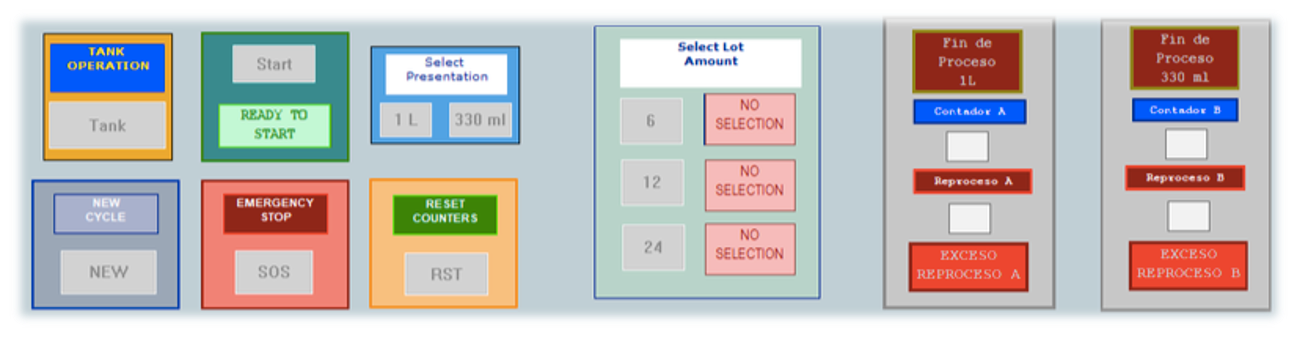 TANK
OPERATION
Tank
Start
READY TO
START
Select
Presentation
1 L
330 ml
NEW
CYCLE
NEW
EMERGENCY
STOP
SOS
RESET
COUNTERS
RST
Select Lot
Amount
6
NO
SELECTION
12
NO
SELECTION
24
NO
SELECTION
Fin de
Proceso
1L
Contador A
Reproceso A
EXCESO
REPROCESO A
Fin de
Proceso
330 ml
Contador B
Reproceso B
EXCESO
REPROCESO B